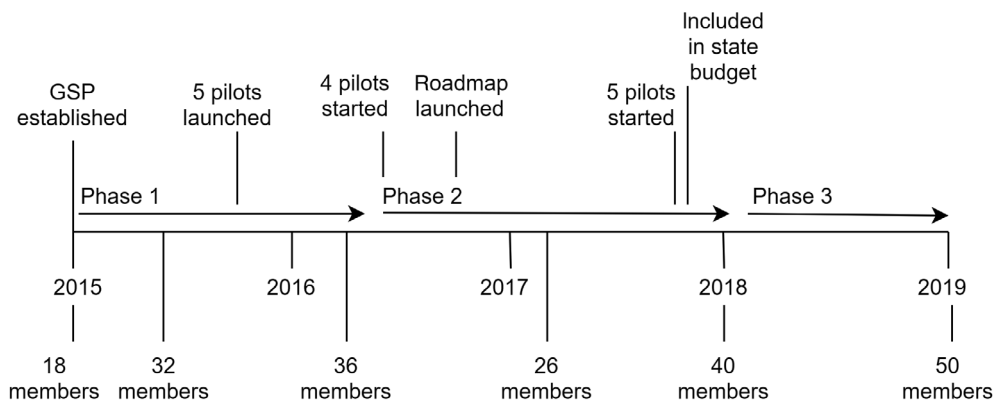 Included
in state
budget
GSP
established
5 pilots
launched
4 pilots
started
Roadmap
launched
5 pilots
started
Phase 1
Phase 2
Phase 3
2015
2016
2017
2018
2019
18
members
32
members
36
members
26
members
40
members
50
members